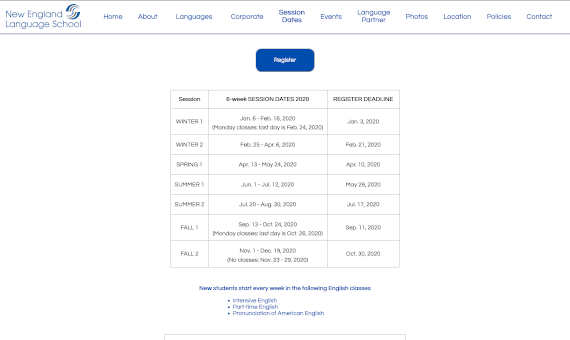 New England
Language School
Home
About
Languages
Corporate
Session
Dates
Events
Language
Partner
Photos
Location
Policies
Contact
Register
Session 6-week SESSION DATES 2020 REGISTER DEADLINE
WINTER 1 Jan. 6 - Feb. 18, 2020 Jan. 3, 2020
(Monday classes: last day is Feb. 24, 2020)
WINTER 2 Feb. 25 - Apr. 6, 2020 Feb. 21, 2020
SPRING 1 Apr. 13 - May 24, 2020 Apr. 10, 2020
SUMMER 1 Jun. 1 - Jul. 12, 2020 May 29, 2020
SUMMER 2 Jul. 20 - Aug. 30, 2020 Jul. 17, 2020
FALL 1 Sep. 13 - Oct. 24, 2020 Sep. 11, 2020
(Monday classes: last day is Oct. 26, 2020)
FALL 2 Nov. 1 - Dec. 19, 2020 Oct. 30, 2020
(No classes: Nov. 23 - 29, 2020)
New students start every week in the following English classes
Intensive English
Part-time English
Pronunciation of American English